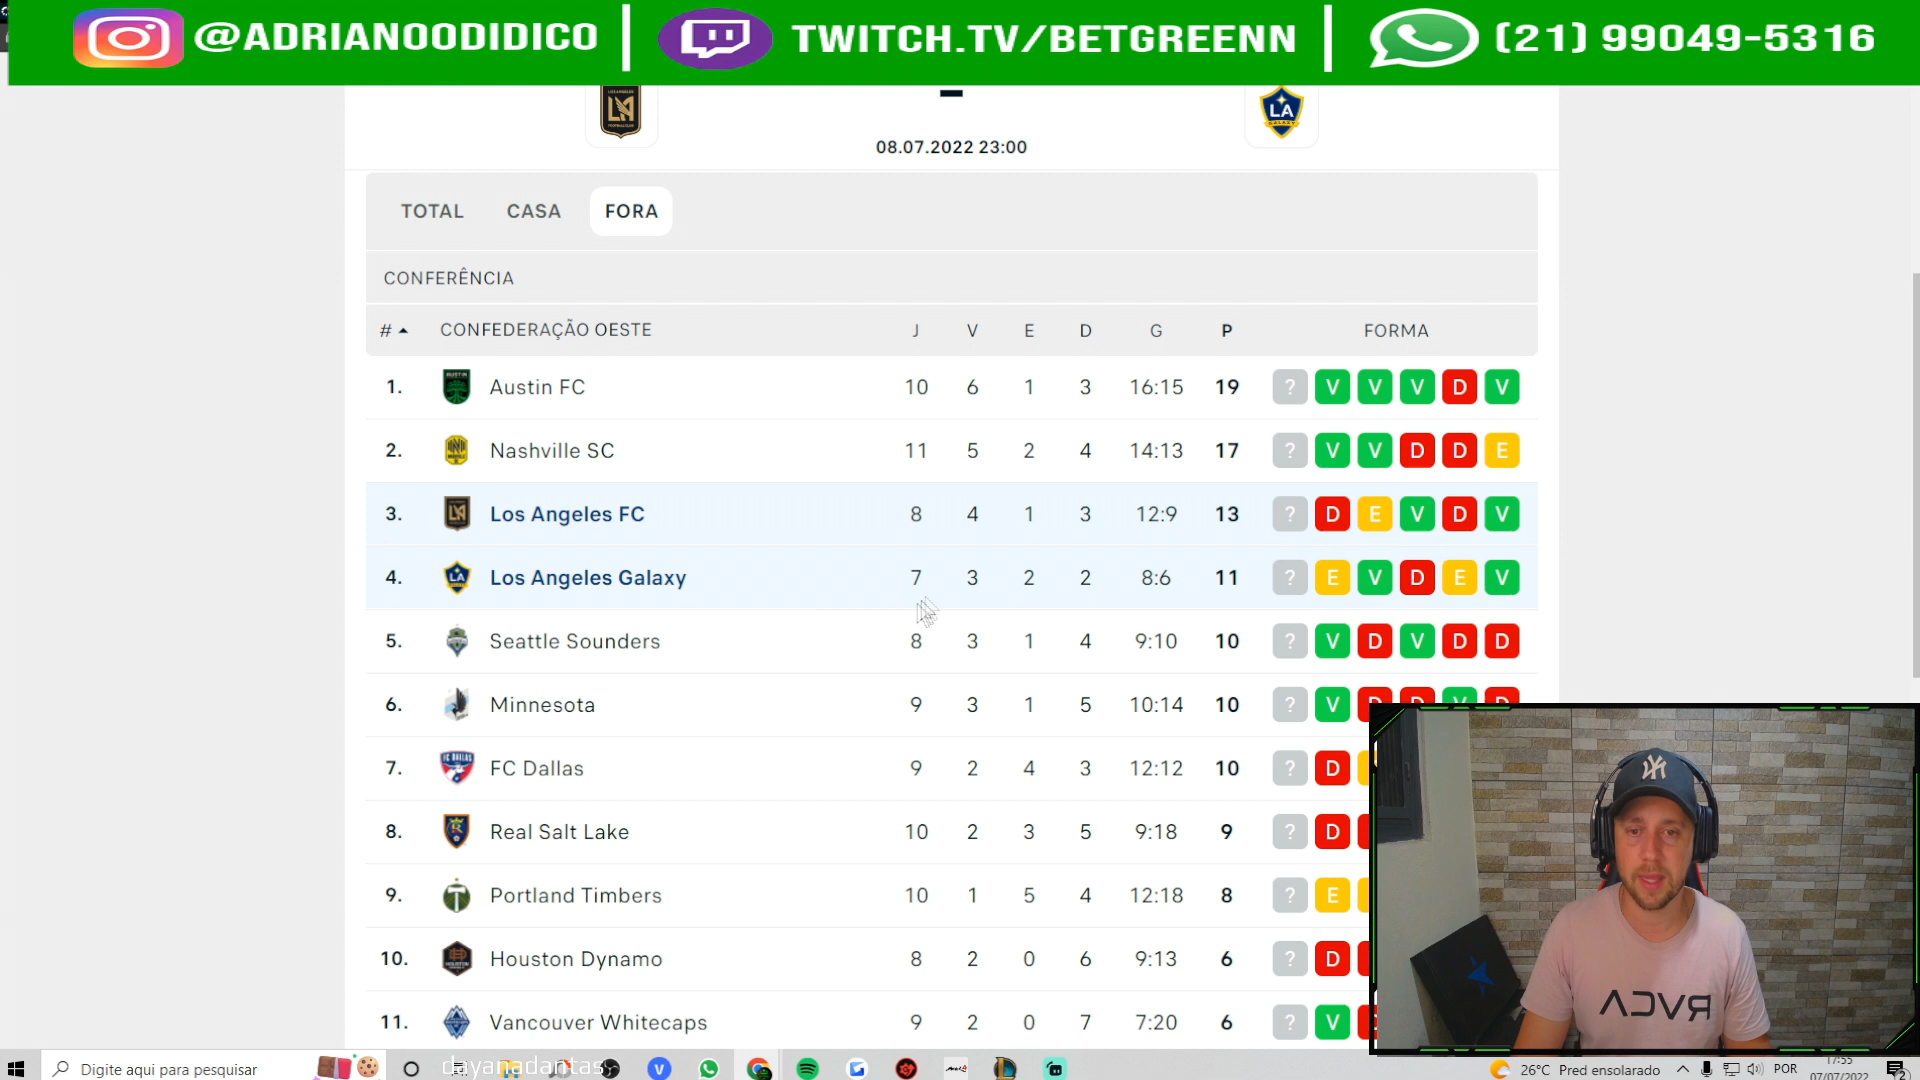 @ADRIANOODIDICO | TWITCH.TV/BETGREENN | (21) 99049-5316
08.07.2022 23:00
TOTAL CASA FORA
CONFERÊNCIA
# CONFEDERAÇÃO OESTE J V E D G P FORMA
1. Austin FC 10 6 1 3 16:15 19 ? V V V D V
2. Nashville SC 11 5 2 4 14:13 17 ? V V D D E
3. Los Angeles FC 8 4 1 3 12:9 13 ? D E V D V
4. Los Angeles Galaxy 7 3 2 2 8:6 11 ? E V D E V
5. Seattle Sounders 8 3 1 4 9:10 10 ? V D V D D
6. Minnesota 9 3 1 5 10:14 10 ? V D D V D
7. FC Dallas 9 2 4 3 12:12 10 ? D
8. Real Salt Lake 10 2 3 5 9:18 9 ? D
9. Portland Timbers 10 1 5 4 12:18 8 ? E
10. Houston Dynamo 8 2 0 6 9:13 6 ? D
11. Vancouver Whitecaps 9 2 0 7 7:20 6 ? V
RVCA
Digite aqui para pesquisar dayanadantas 26°C Pred ensolarado POR 17:55
07/07/2022